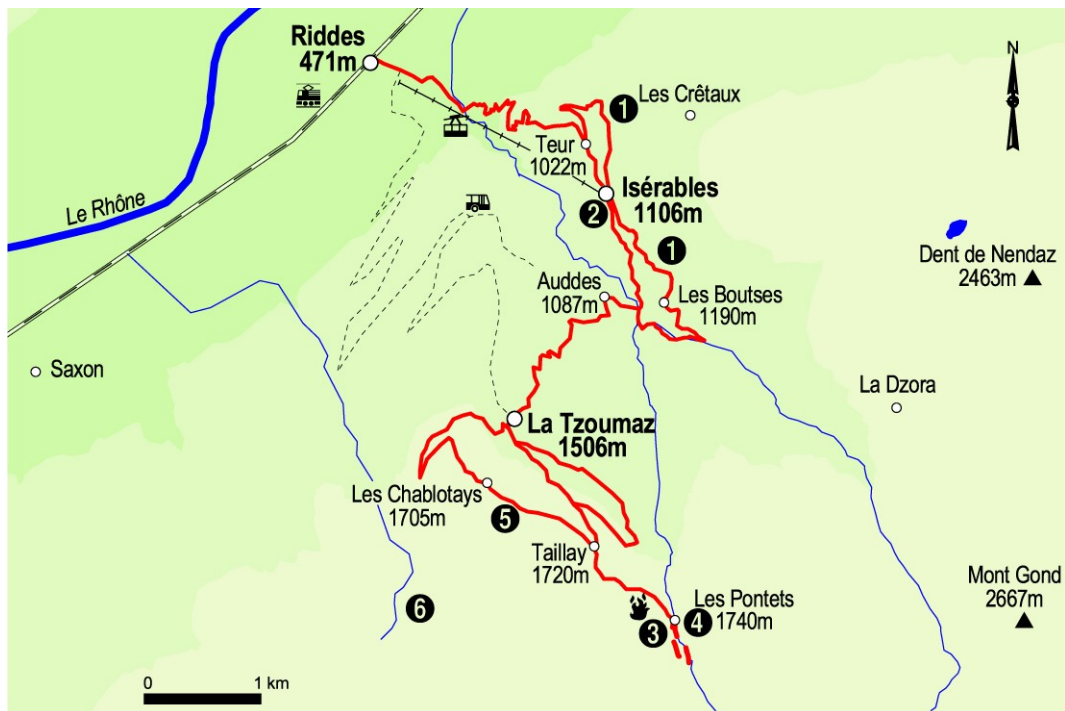 Riddes
471m
N
1
Les Crêtaux
Teur
1022m
Isérables
1106m
2
Le Rhône
1
Dent de Nendaz
2463m
Auddes
1087m
Les Boutses
1190m
Saxon
La Dzora
La Tzoumaz
1506m
Les Chablotays
1705m
5
Taillay
1720m
Mont Gond
2667m
6
Les Pontets
1740m
3
4
0 1 km